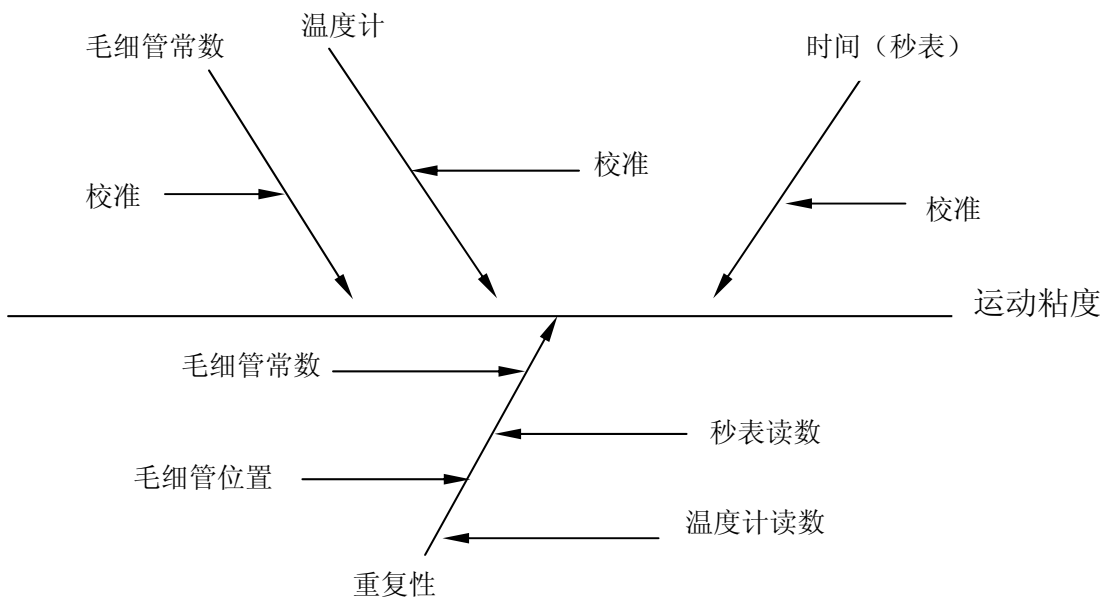 温度计
毛细管常数
时间（秒表）
校准
校准
校准
运动粘度
毛细管常数
秒表读数
毛细管位置
温度计读数
重复性